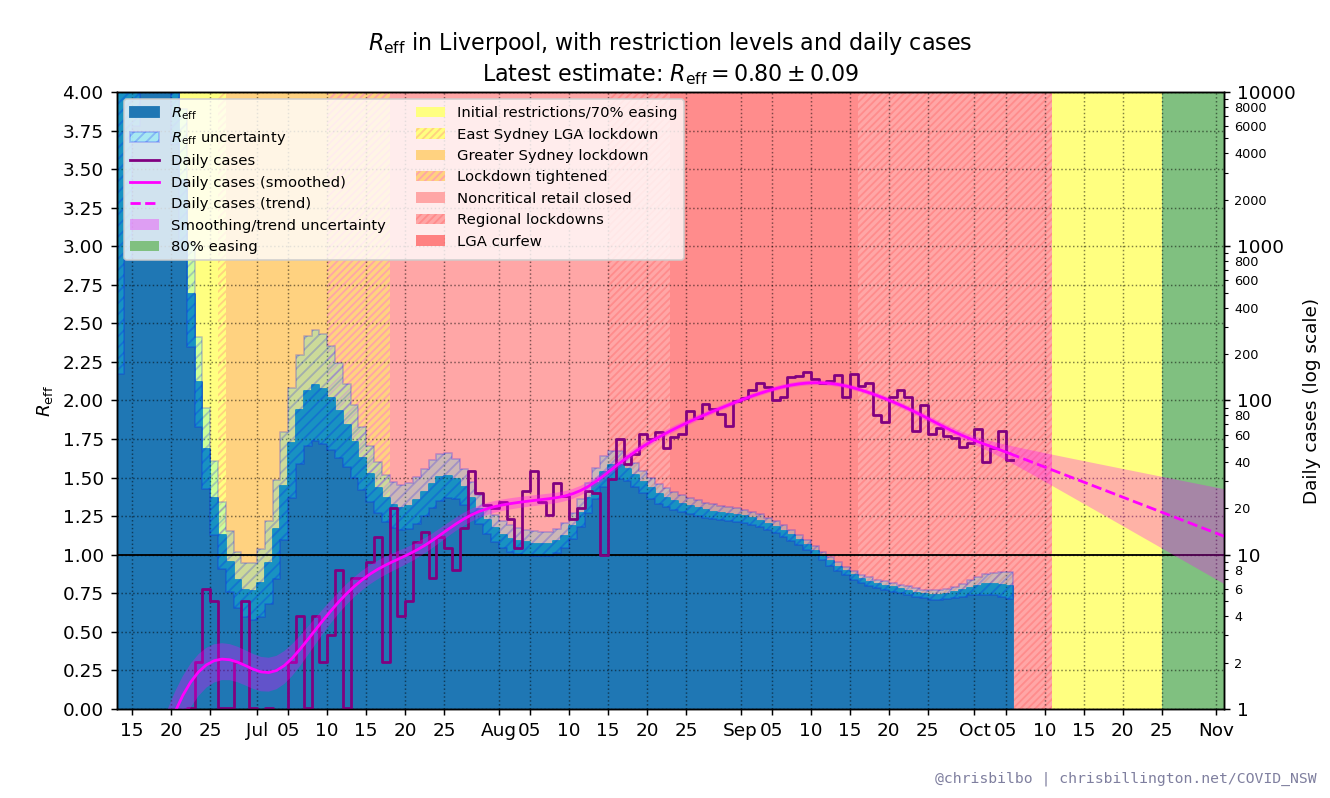 Reff in Liverpool, with restriction levels and daily cases
Latest estimate: Reff = 0.80 ± 0.09
Reff
Reff uncertainty
Daily cases
Daily cases (smoothed)
Daily cases (trend)
Smoothing/trend uncertainty
80% easing
Initial restrictions/70% easing
East Sydney LGA lockdown
Greater Sydney lockdown
Lockdown tightened
Noncritical retail closed
Regional lockdowns
LGA curfew
4.00
3.75
3.50
3.25
3.00
2.75
2.50
2.25
2.00
1.75
1.50
1.25
1.00
0.75
0.50
0.25
0.00
Reff
10000
8000
6000
4000
2000
1000
800
600
400
200
100
80
60
40
20
10
8
6
4
2
1
Daily cases (log scale)
15 20 25 Jul 05 10 15 20 25 Aug 05 10 15 20 25 Sep 05 10 15 20 25 Oct 05 10 15 20 25 Nov
@chrisbilbo | chrisbillington.net/COVID_NSW